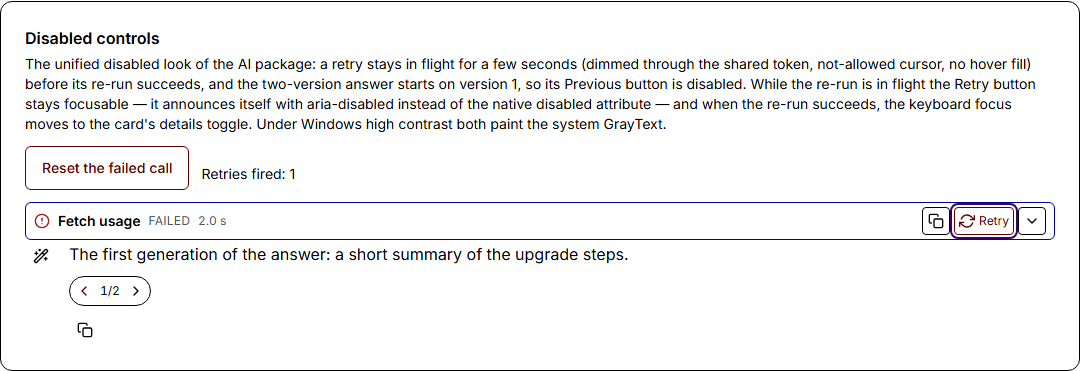 Disabled controls
The unified disabled look of the AI package: a retry stays in flight for a few seconds (dimmed through the shared token, not-allowed cursor, no hover fill)
before its re-run succeeds, and the two-version answer starts on version 1, so its Previous button is disabled. While the re-run is in flight the Retry button
stays focusable — it announces itself with aria-disabled instead of the native disabled attribute — and when the re-run succeeds, the keyboard focus
moves to the card's details toggle. Under Windows high contrast both paint the system GrayText.
Reset the failed call Retries fired: 1
Fetch usage FAILED 2.0 s Retry
The first generation of the answer: a short summary of the upgrade steps.
1/2